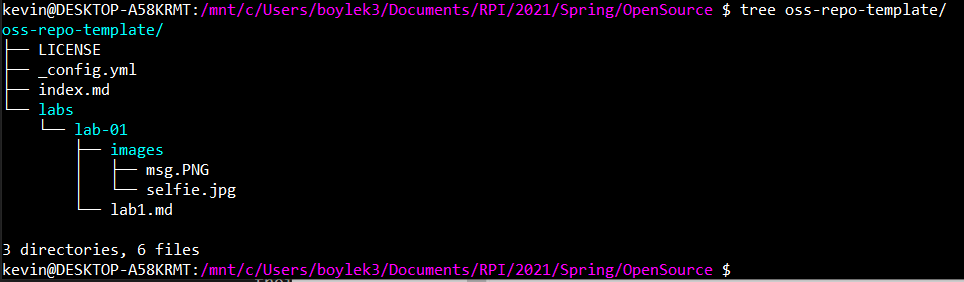 kevin@DESKTOP-A58KRMT:/mnt/c/Users/boylek3/Documents/RPI/2021/Spring/OpenSource $ tree oss-repo-template/
oss-repo-template/
├── LICENSE
├── _config.yml
├── index.md
└── labs
    └── lab-01
        ├── images
        │   ├── msg.PNG
        │   └── selfie.jpg
        └── lab1.md

3 directories, 6 files
kevin@DESKTOP-A58KRMT:/mnt/c/Users/boylek3/Documents/RPI/2021/Spring/OpenSource $